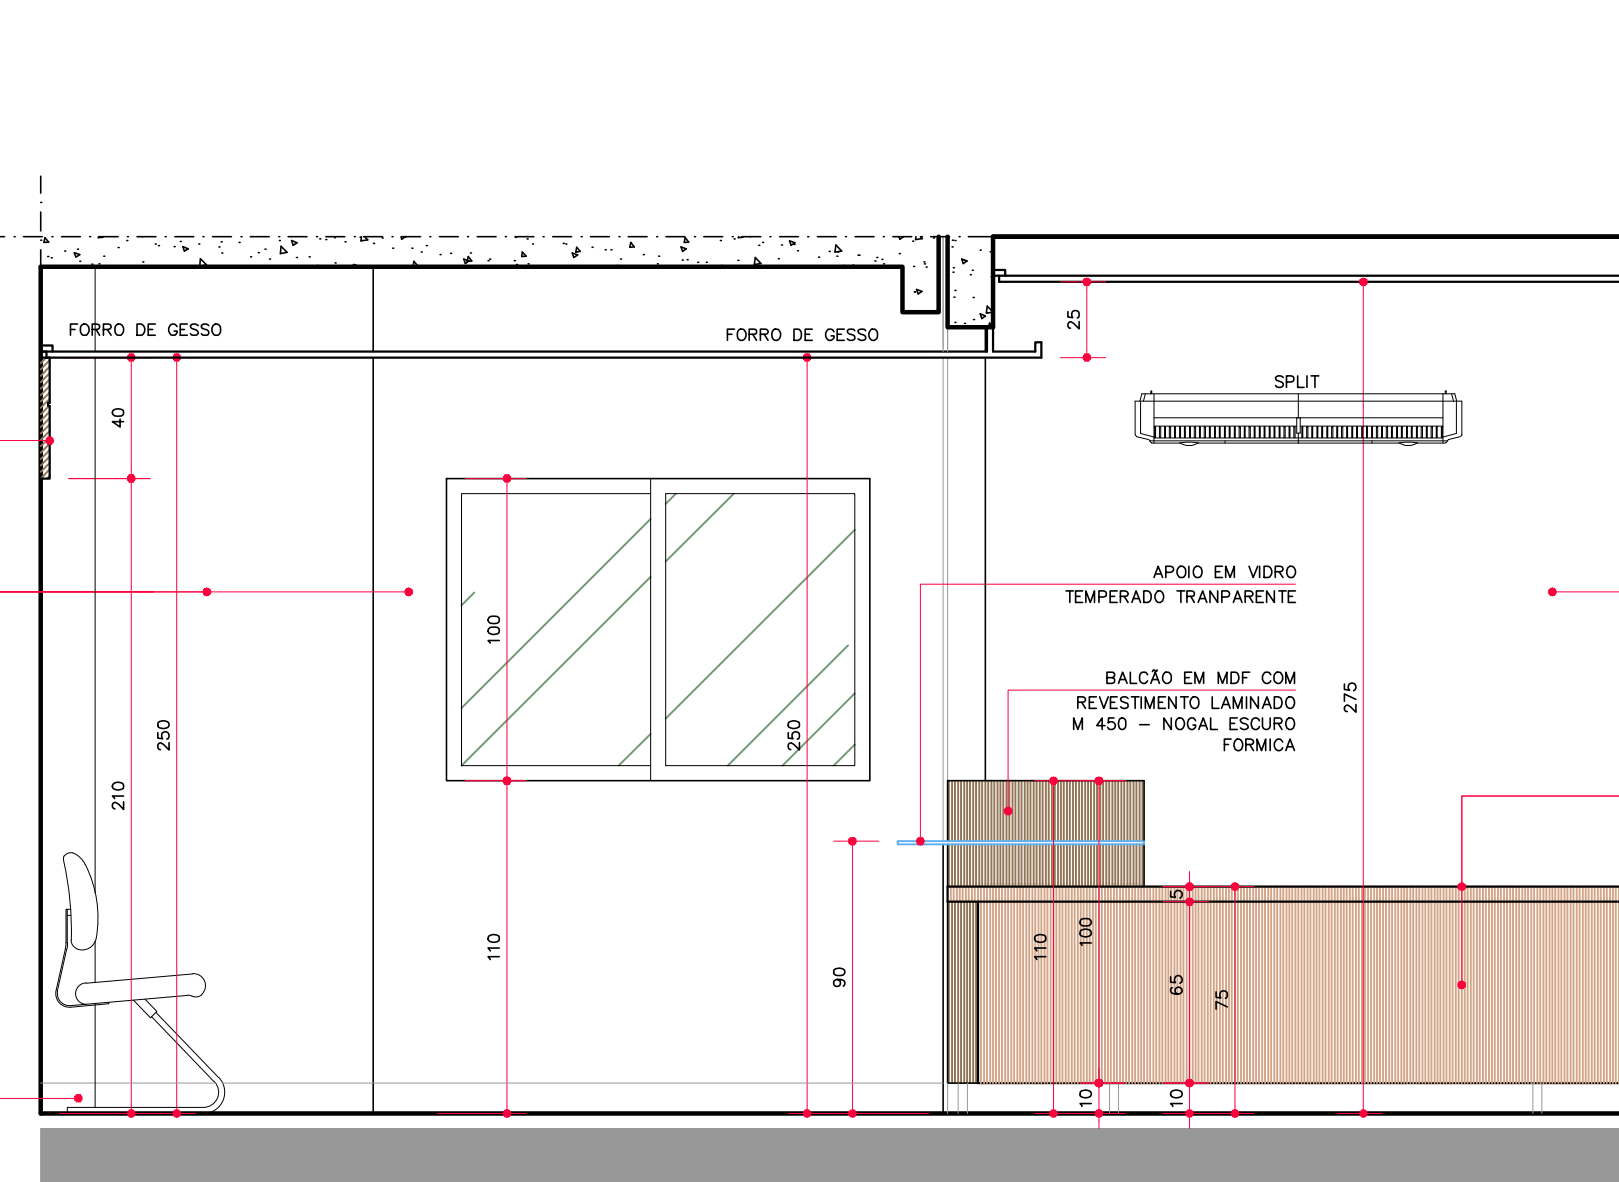 FORRO DE GESSO
FORRO DE GESSO
25
SPLIT
40
APOIO EM VIDRO
TEMPERADO TRANPARENTE
100
BALCÃO EM MDF COM
REVESTIMENTO LAMINADO
M 450 – NOGAL ESCURO
FORMICA
275
250
250
210
5
110
110
100
90
65
75
10
10